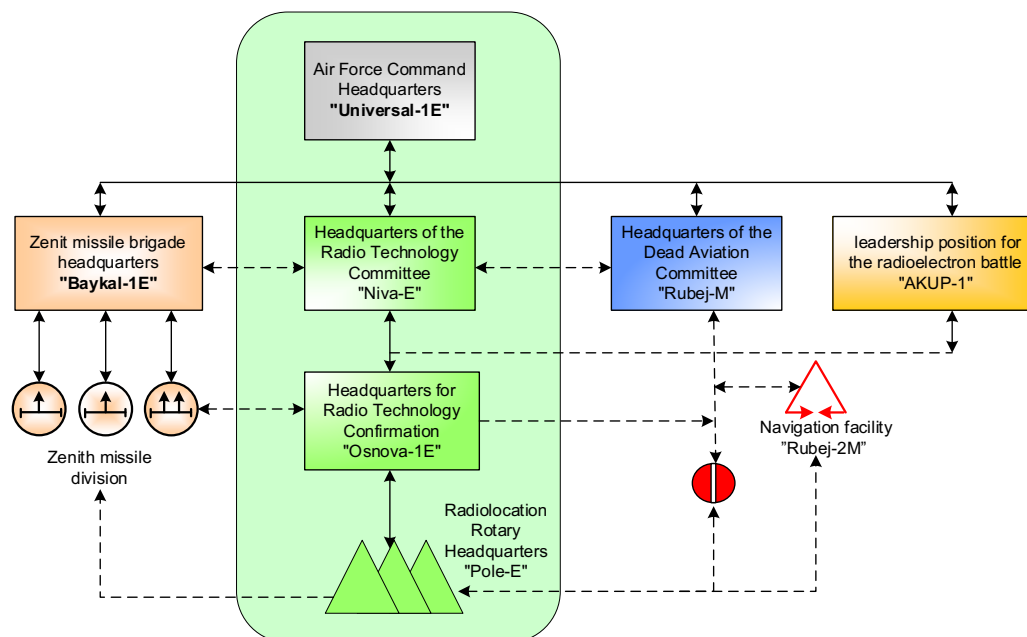 Air Force Command
Headquarters
"Universal-1E"
Zenit missile brigade
headquarters
"Baykal-1E"
Headquarters of the
Radio Technology
Committee
"Niva-E"
Headquarters of the
Dead Aviation
Committee
"Rubej-M"
leadership position for
the radioelectron battle
"AKUP-1"
Headquarters for
Radio Technology
Confirmation
"Osnova-1E"
Zenith missile
division
Navigation facility
"Rubej-2M”
Radiolocation
Rotary
Headquarters
"Pole-E"